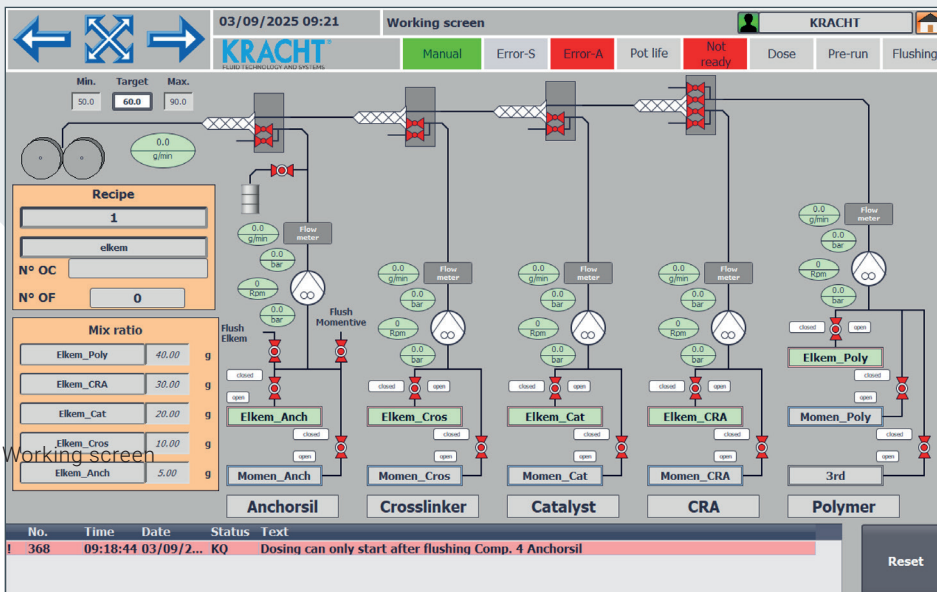 03/09/2025 09:21
Working screen
KRACHT
KRACHT
FLUID TECHNOLOGY AND SYSTEMS
Manual
Error-S
Error-A
Pot life
Not
ready
Dose
Pre-run
Flushing
Min.
Target
Max.
50.0
60.0
90.0
0.0
g/min
Recipe
1
elkem
N° OC
N° OF
0
Mix ratio
Elkem_Poly 40.00 g
Elkem_CRA 30.00 g
Elkem_Cat 20.00 g
Elkem_Cros 10.00 g
Working screen
Elkem_Anch 5.00 g
0.0
g/min
Flow
meter
0.0
bar
0
Rpm
0.0
bar
Flush
Elkem
Flush
Momentive
closed
open
Elkem_Anch
closed
open
Momen_Anch
Anchorsil
0.0
g/min
Flow
meter
0.0
bar
0
Rpm
0.0
bar
closed
open
Elkem_Cros
closed
open
Momen_Cros
Crosslinker
0.0
g/min
Flow
meter
0.0
bar
0
Rpm
0.0
bar
closed
open
Elkem_Cat
closed
open
Momen_Cat
Catalyst
0.0
g/min
Flow
meter
0.0
bar
0
Rpm
0.0
bar
closed
open
Elkem_CRA
closed
open
Momen_CRA
CRA
0.0
g/min
Flow
meter
0.0
bar
0
Rpm
0.0
bar
closed
open
Elkem_Poly
closed
Momen_Poly
open
closed
open
3rd
Polymer
No. Time Date Status Text
! 368 09:18:44 03/09/2... KQ Dosing can only start after flushing Comp. 4 Anchorsil
Reset